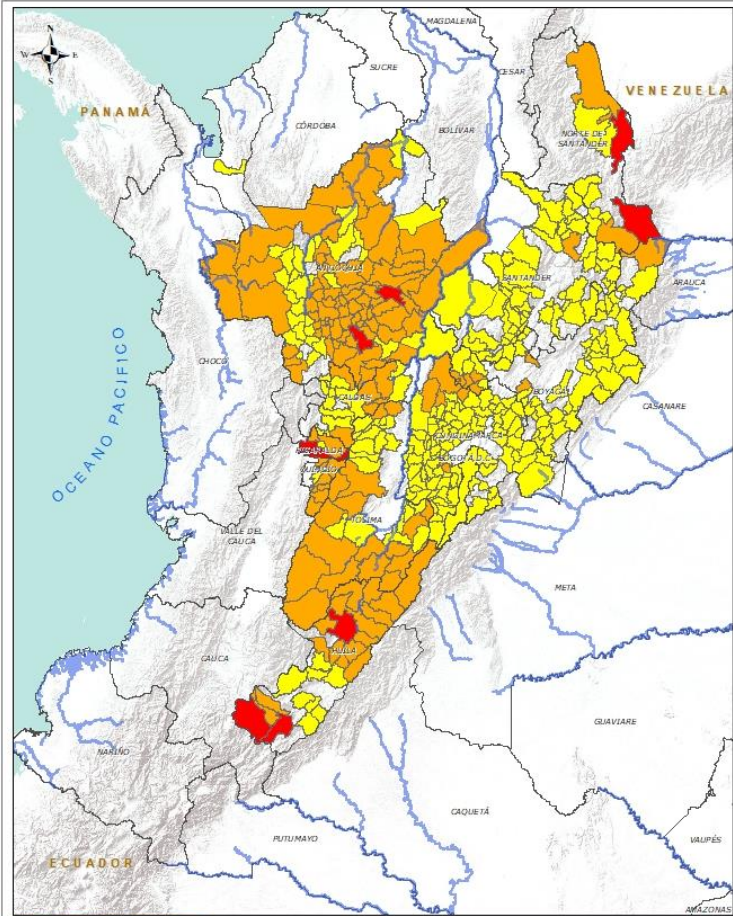 N
W E
S
MAGDALENA
SUCRE
CESAR
VENEZUELA
PANAMÁ
CÓRDOBA
BOLÍVAR
NORTE DE
SANTANDER
ANTIOQUIA
SANTANDER
ARAUCA
CHOCÓ
OCEANO PACIFICO
CALDAS
BOYACÁ
CASANARE
CUNDINAMARCA
RISARALDA
BOGOTÁ, D.C.
QUINDIO
TOLIMA
VALLE DEL
CAUCA
META
HUILA
CAUCA
GUAVIARE
NARIÑO
CAQUETÁ
PUTUMAYO
VAUPÉS
ECUADOR
AMAZONAS